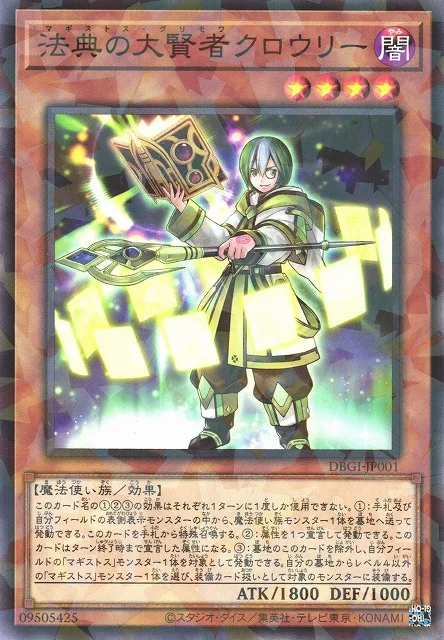 マギストス グリモワ
法典の大賢者クロウリー
やみ
闇
DBGI-JP001
【魔法使い族／効果】
このカード名の①②③の効果はそれぞれ1ターンに1度しか使用できない。①：手札及び
自分フィールドの表側表示モンスターの中から、魔法使い族モンスター1体を墓地へ送って
発動できる。このカードを手札から特殊召喚する。②：属性を1つ宣言して発動できる。この
カードはターン終了時まで宣言した属性になる。③：墓地のこのカードを除外し、自分フィー
ルドの「マギストス」モンスター1体を対象として発動できる。自分の墓地からレベル4以外
の「マギストス」モンスター1体を選び、装備カード扱いとして対象のモンスターに装備する。
ATK/1800 DEF/1000
09505425
©スタジオ・ダイス／集英社・テレビ東京・KONAMI